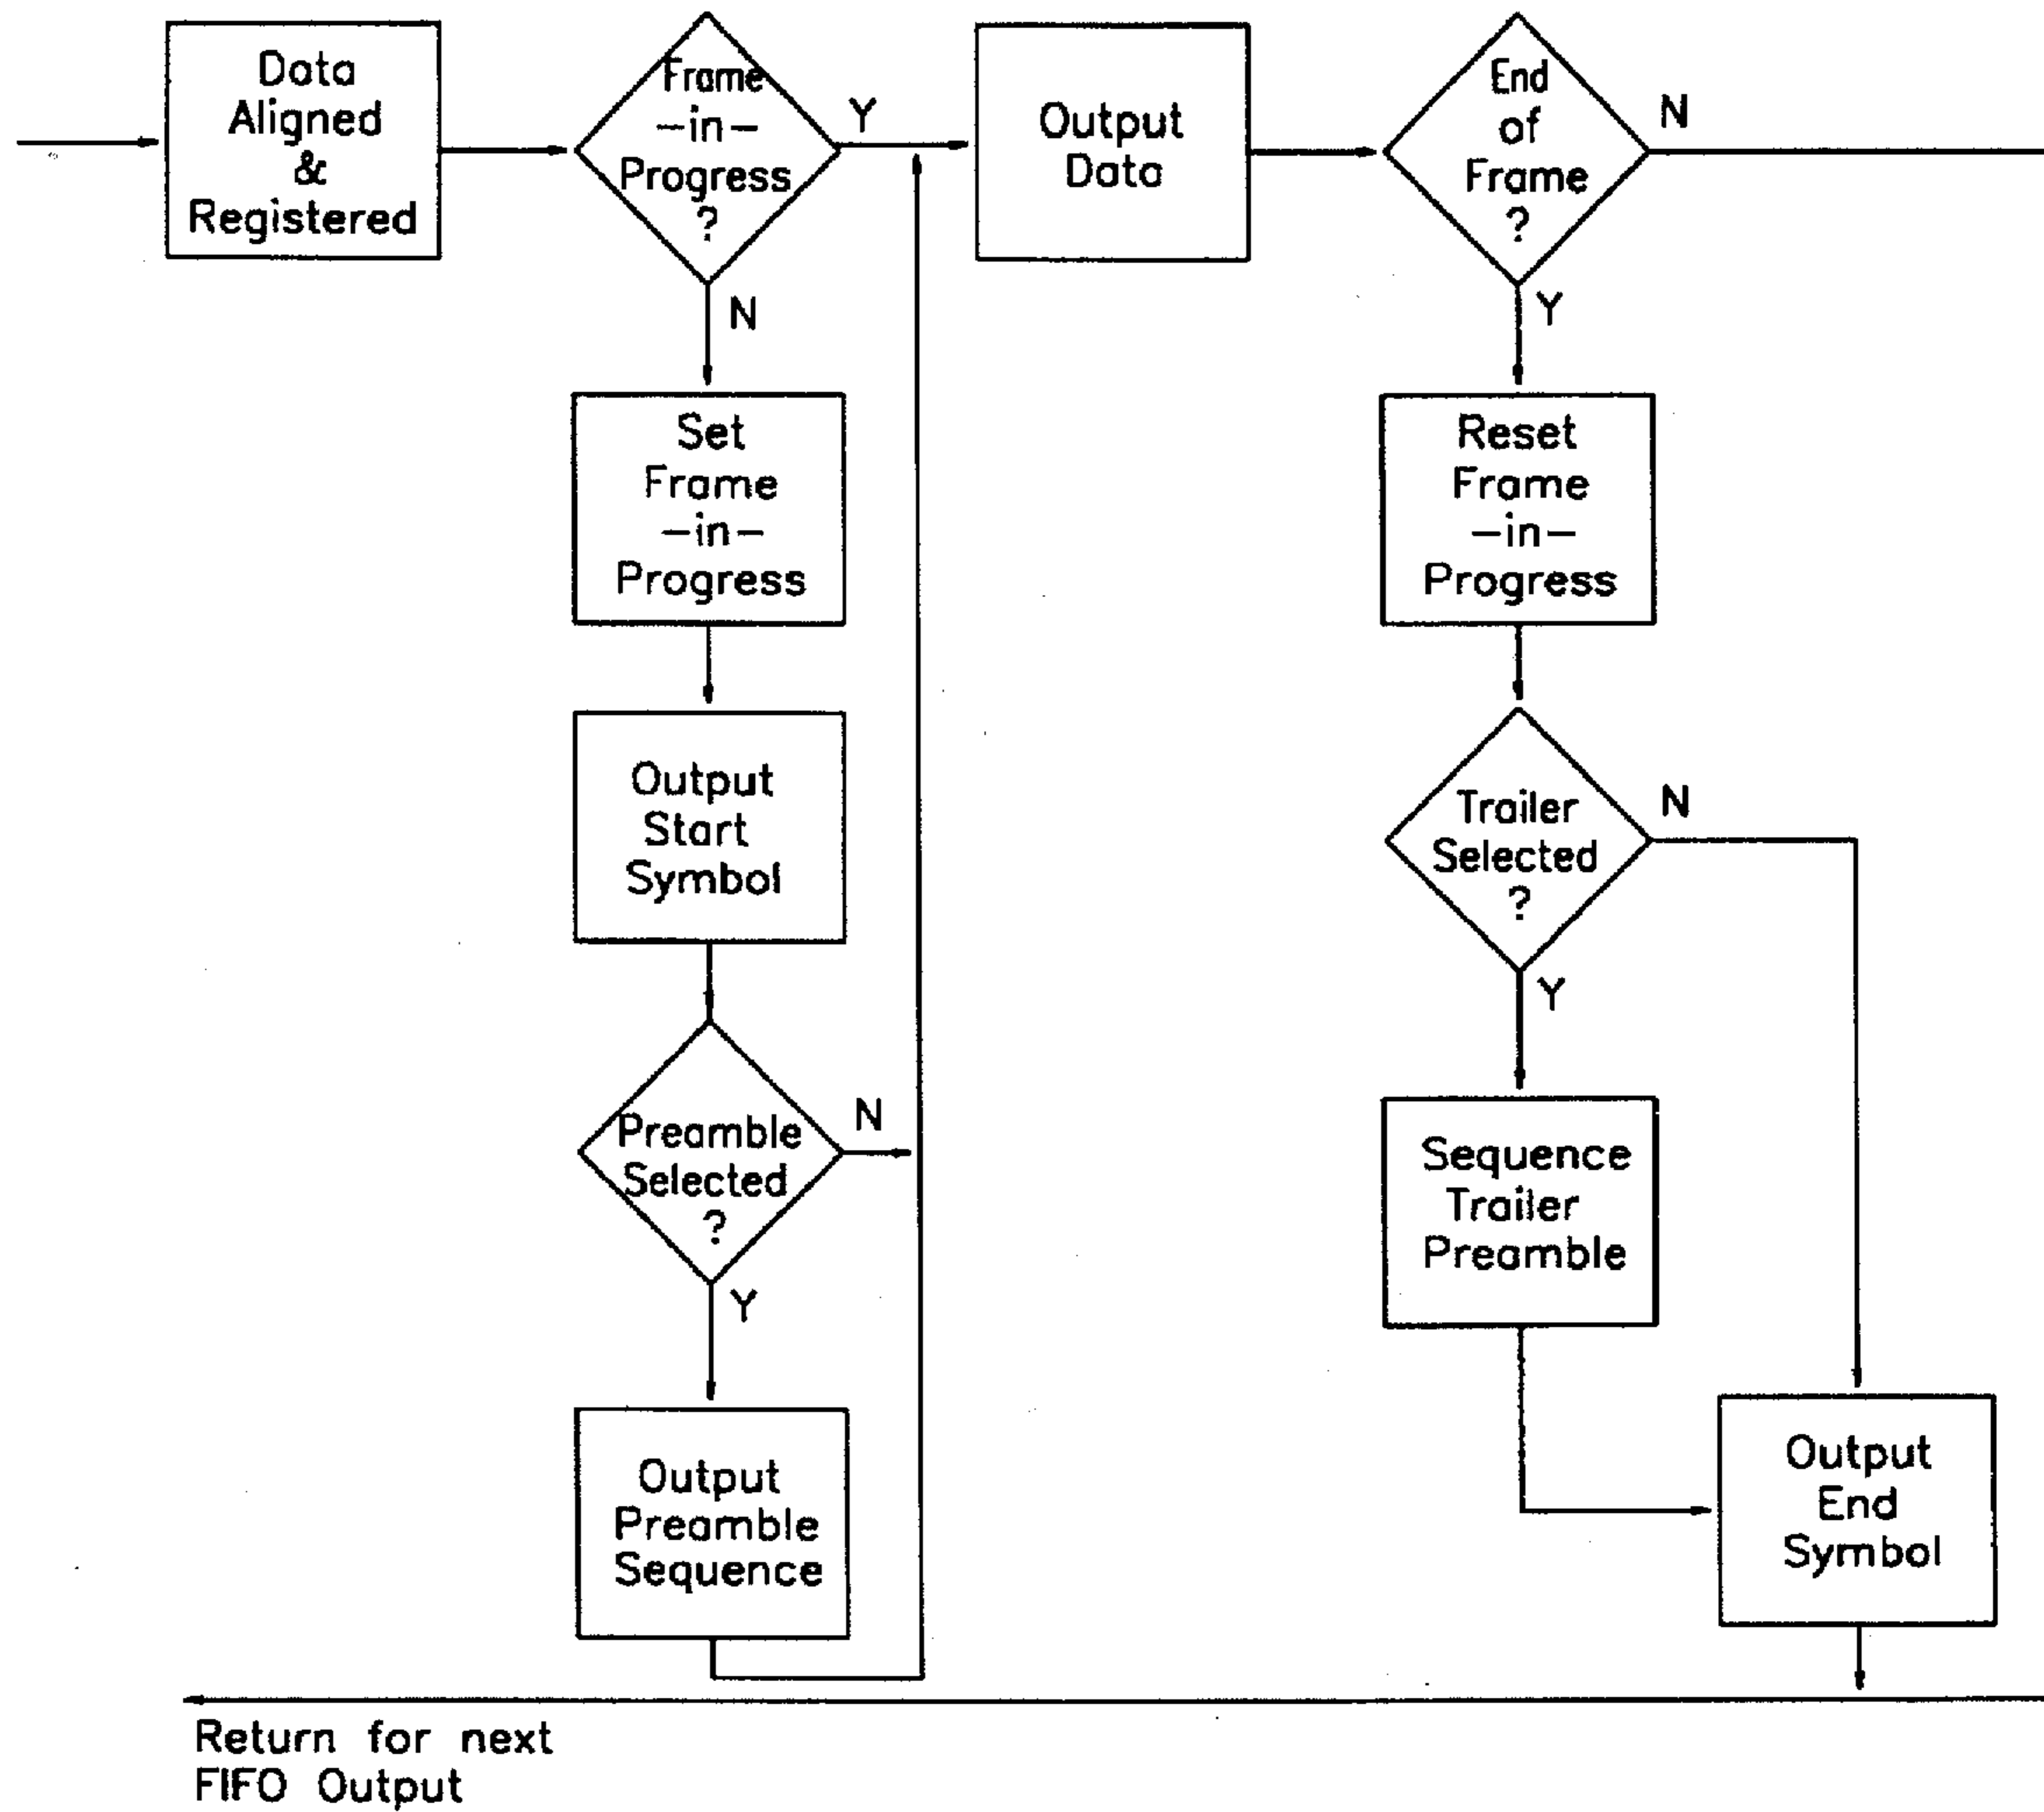 Data
Aligned
&
Registered
Frame
-in-
Progress
?
Y
N
Output
Data
End
of
Frame
?
N
Y
Set
Frame
-in-
Progress
Output
Start
Symbol
Preamble
Selected
?
N
Y
Output
Preamble
Sequence
Reset
Frame
-in-
Progress
Trailer
Selected
?
N
Y
Sequence
Trailer
Preamble
Output
End
Symbol
Return for next
FIFO Output